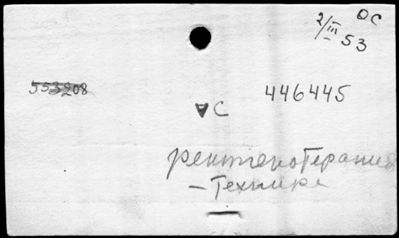 ОС
2/III 53
553208
446445
С
рентгенотерапия
– Техника